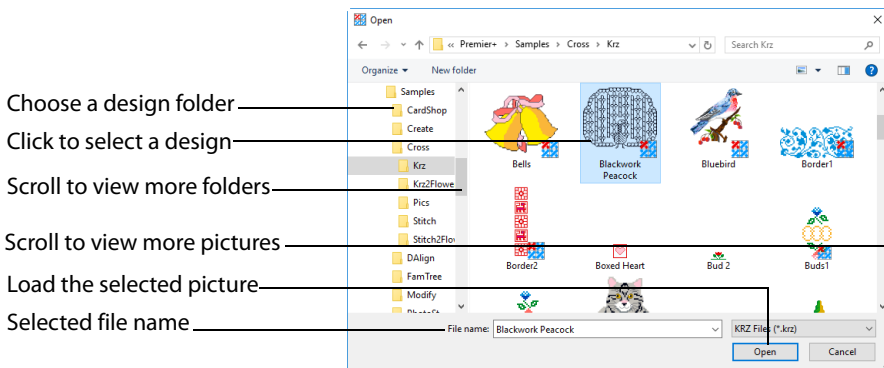 Open
« Premier+ › Samples › Cross › Krz
Search Krz
Organize
New folder
Choose a design folder
Click to select a design
Scroll to view more folders
Scroll to view more pictures
Load the selected picture
Selected file name
Samples
CardShop
Create
Cross
Krz
Krz2Flowe
Pics
Stitch
Stitch2Flo
DAlign
FamTree
Modify
Bells
Blackwork
Peacock
Bluebird
Border1
Border2
Boxed Heart
Bud 2
Buds1
File name:
Blackwork Peacock
KRZ Files (*.krz)
Open
Cancel